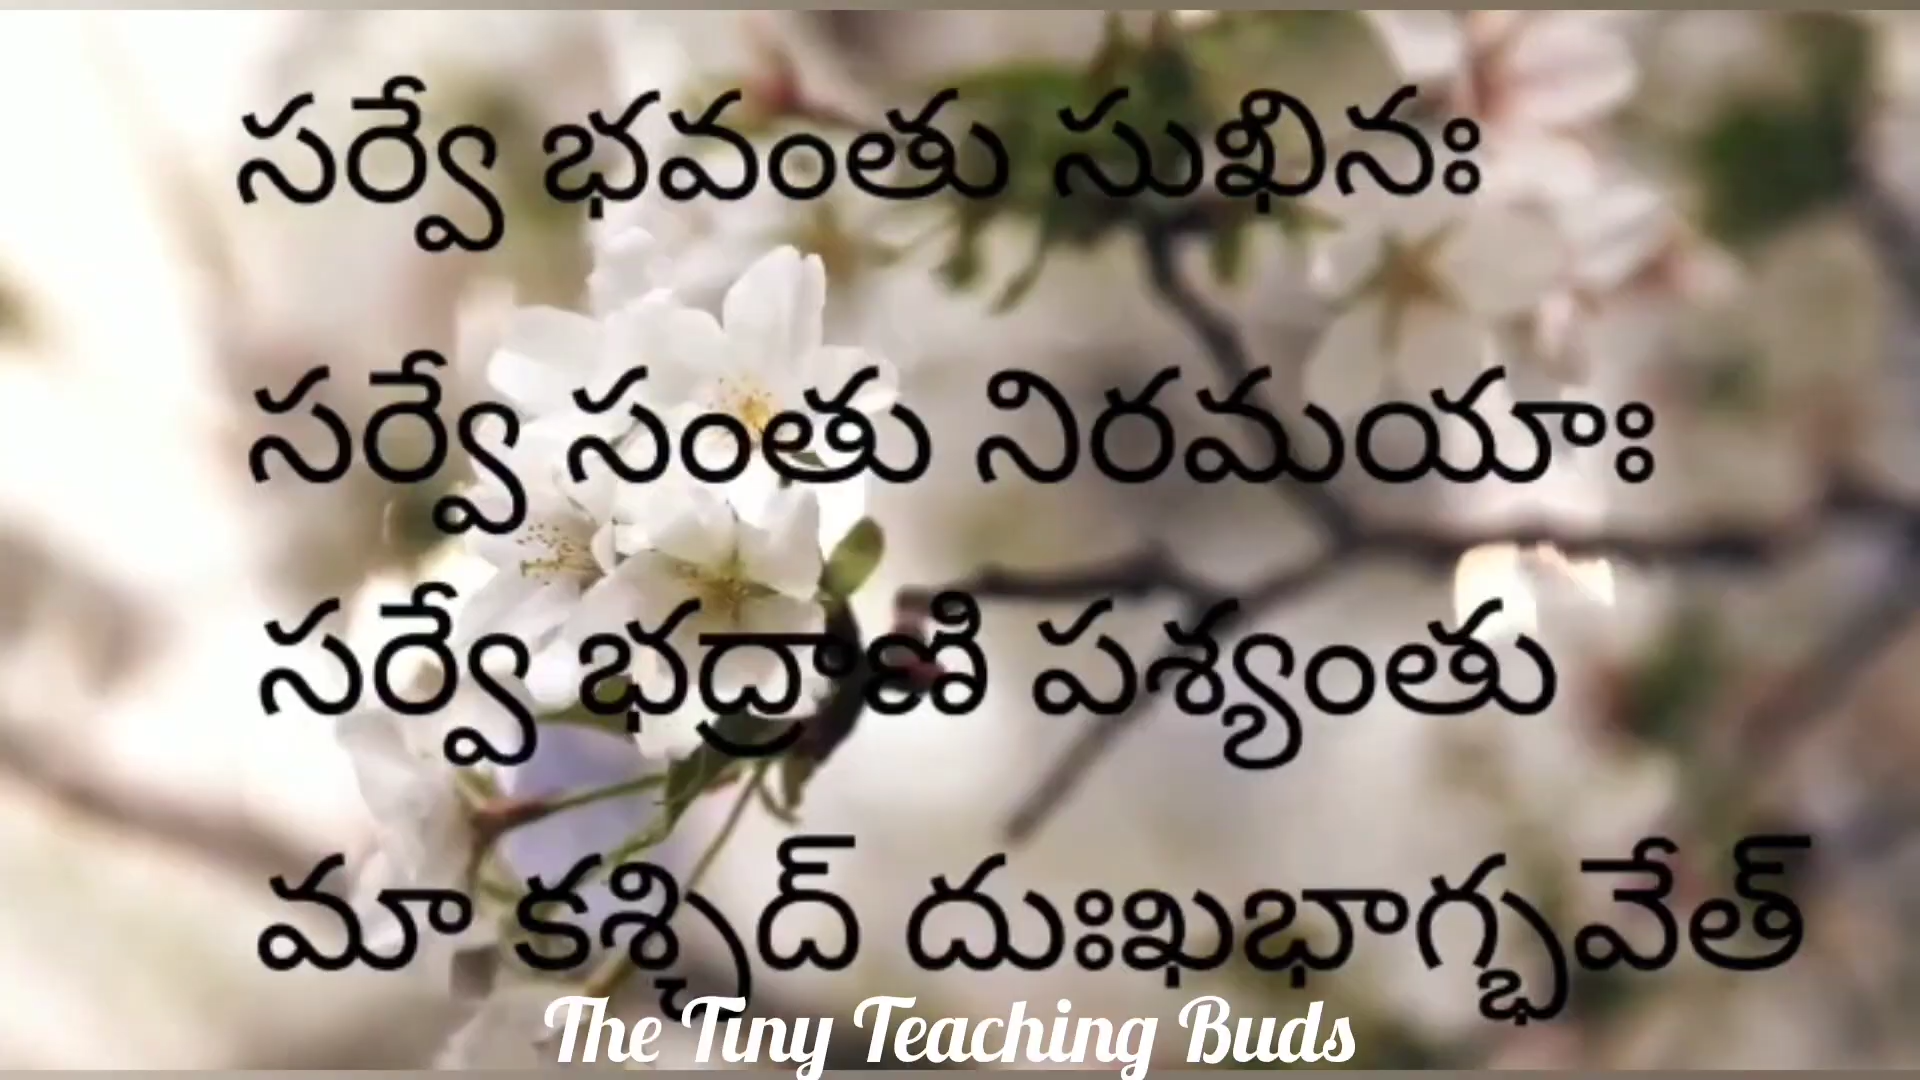 సర్వే భవంతు సుఖినః
సర్వే సంతు నిరమయాః
సర్వే భద్రాణి పశ్యంతు
మా కశ్చిద్ దుఃఖభాగ్భవేత్
The Tiny Teaching Buds